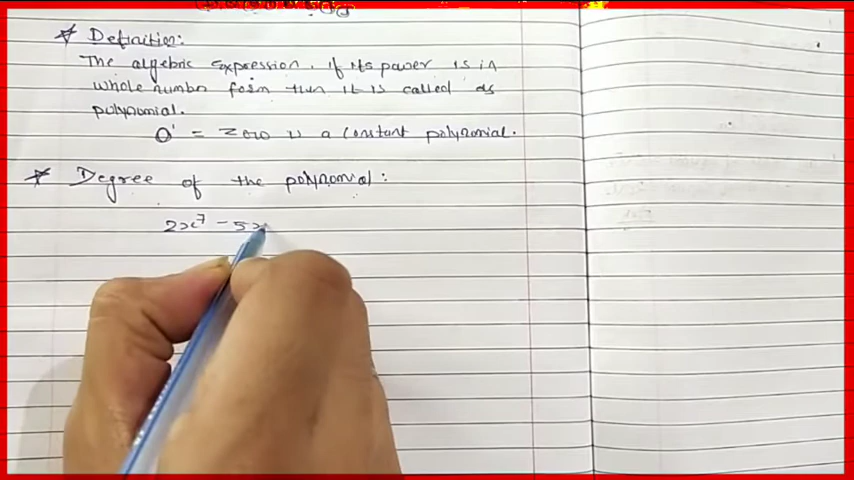 Definition:
The algebric expression, if its power is in
whole number form then it is called as
polynomial.
0' = Zero is a constant polynomial.
Degree of the polynomial:
2x⁷ - 5x